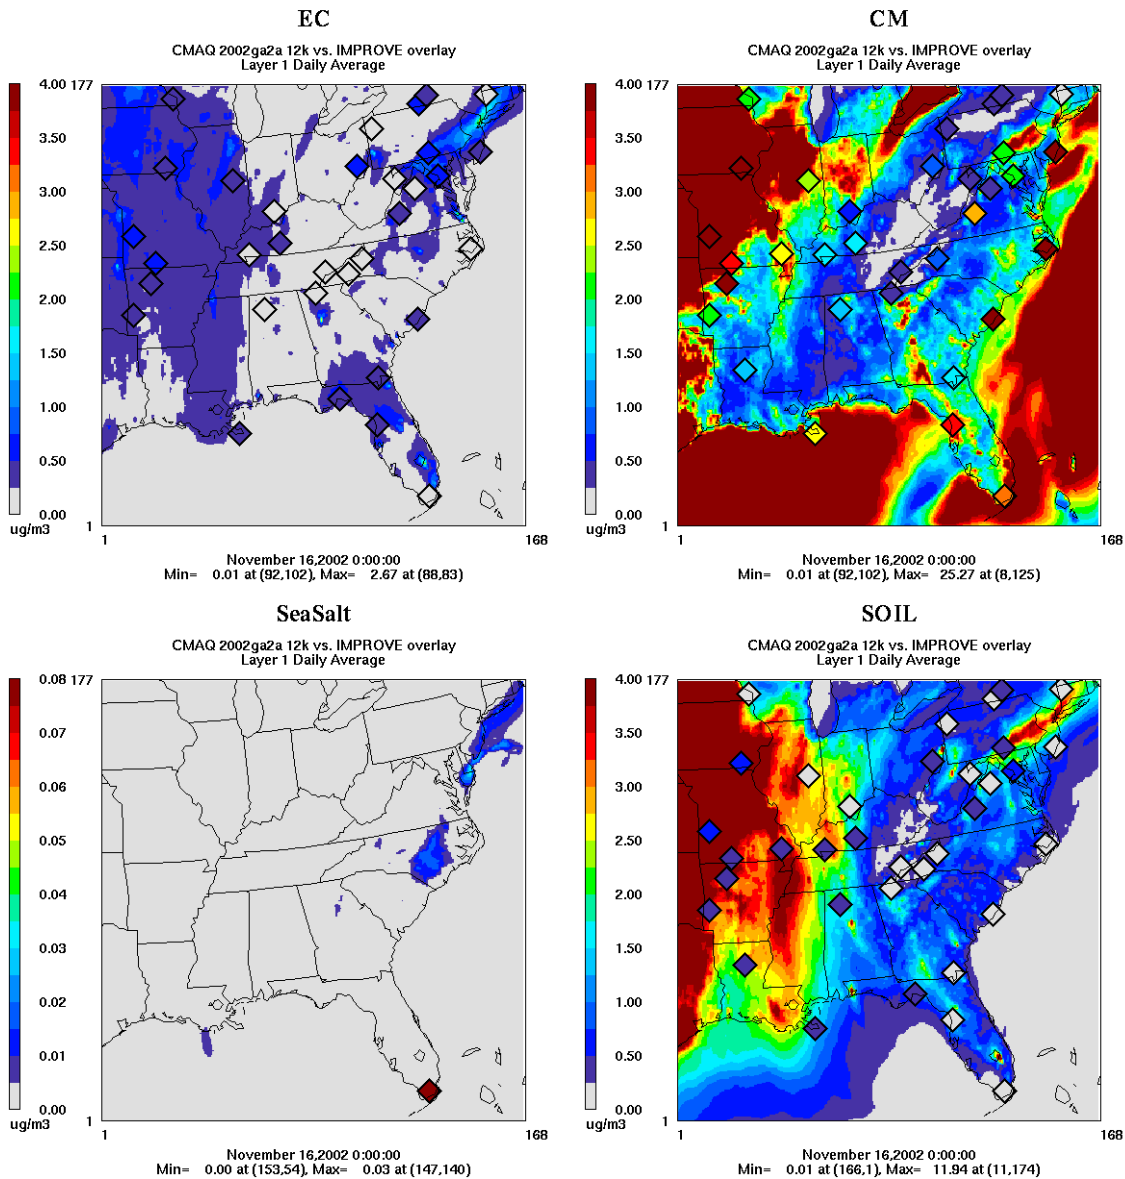 EC
CMAQ 2002ga2a 12k vs. IMPROVE overlay
Layer 1 Daily Average
4.00 177
3.50
3.00
2.50
2.00
1.50
1.00
0.50
0.00
ug/m3
1
1 168
November 16,2002 0:00:00
Min= 0.01 at (92,102), Max= 2.67 at (88,83)
CM
CMAQ 2002ga2a 12k vs. IMPROVE overlay
Layer 1 Daily Average
4.00 177
3.50
3.00
2.50
2.00
1.50
1.00
0.50
0.00
ug/m3
1
1 168
November 16,2002 0:00:00
Min= 0.01 at (92,102), Max= 25.27 at (8,125)
SeaSalt
CMAQ 2002ga2a 12k vs. IMPROVE overlay
Layer 1 Daily Average
0.08 177
0.07
0.06
0.05
0.04
0.03
0.02
0.01
0.00
ug/m3
1
1 168
November 16,2002 0:00:00
Min= 0.00 at (153,54), Max= 0.03 at (147,140)
SOIL
CMAQ 2002ga2a 12k vs. IMPROVE overlay
Layer 1 Daily Average
4.00 177
3.50
3.00
2.50
2.00
1.50
1.00
0.50
0.00
ug/m3
1
1 168
November 16,2002 0:00:00
Min= 0.01 at (166,1), Max= 11.94 at (11,174)